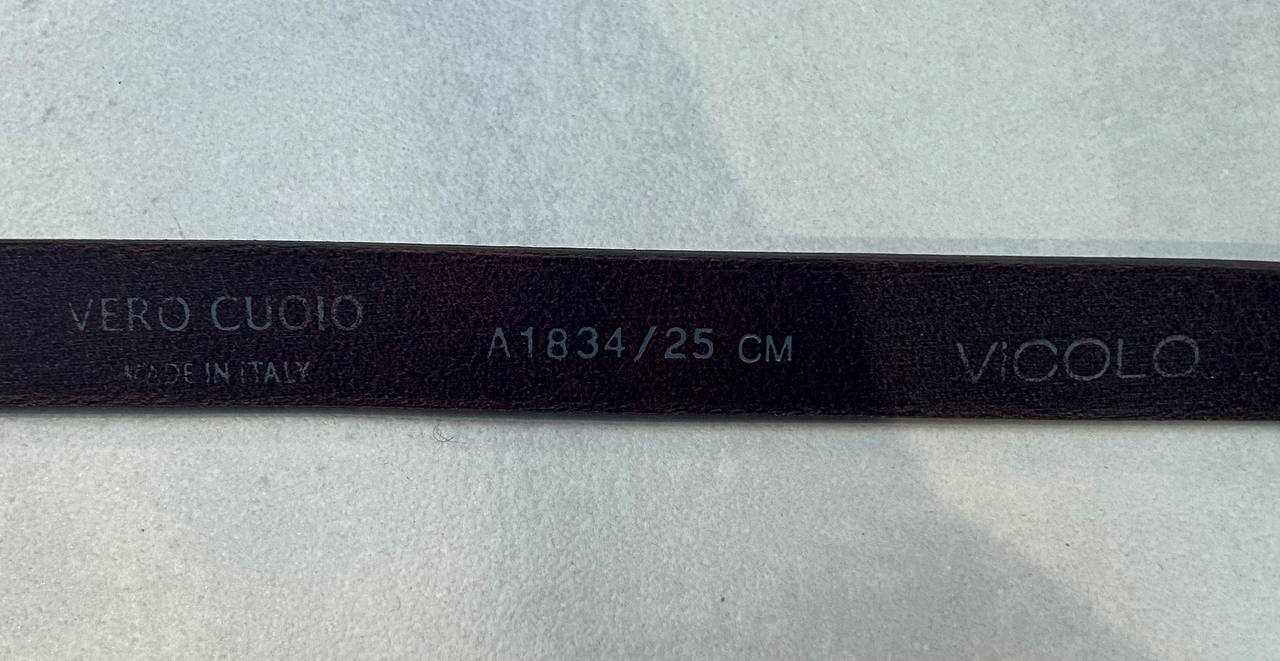 VERO CUOIO
MADE IN ITALY
A1834/25 CM
ViCOLO